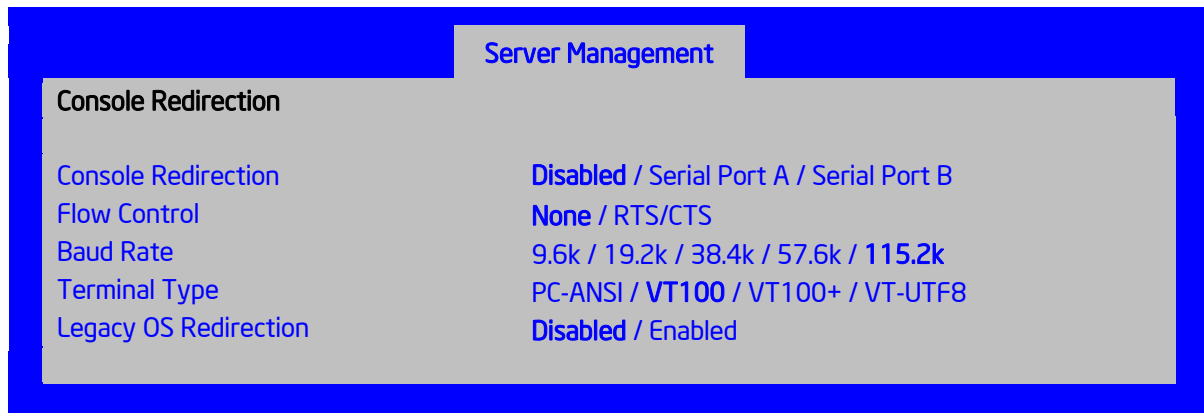 Server Management
Console Redirection
Console Redirection Disabled / Serial Port A / Serial Port B
Flow Control None / RTS/CTS
Baud Rate 9.6k / 19.2k / 38.4k / 57.6k / 115.2k
Terminal Type PC-ANSI / VT100 / VT100+ / VT-UTF8
Legacy OS Redirection Disabled / Enabled